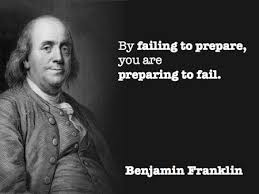 By failing to prepare,
you are
preparing to fail.
Benjamin Franklin